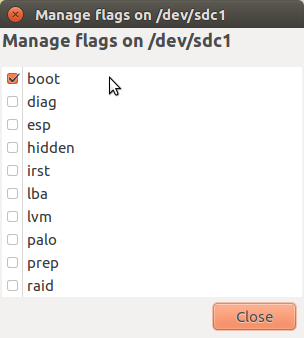 Manage flags on /dev/sdc1
Manage flags on /dev/sdc1
boot
diag
esp
hidden
irst
lba
lvm
palo
prep
raid
Close